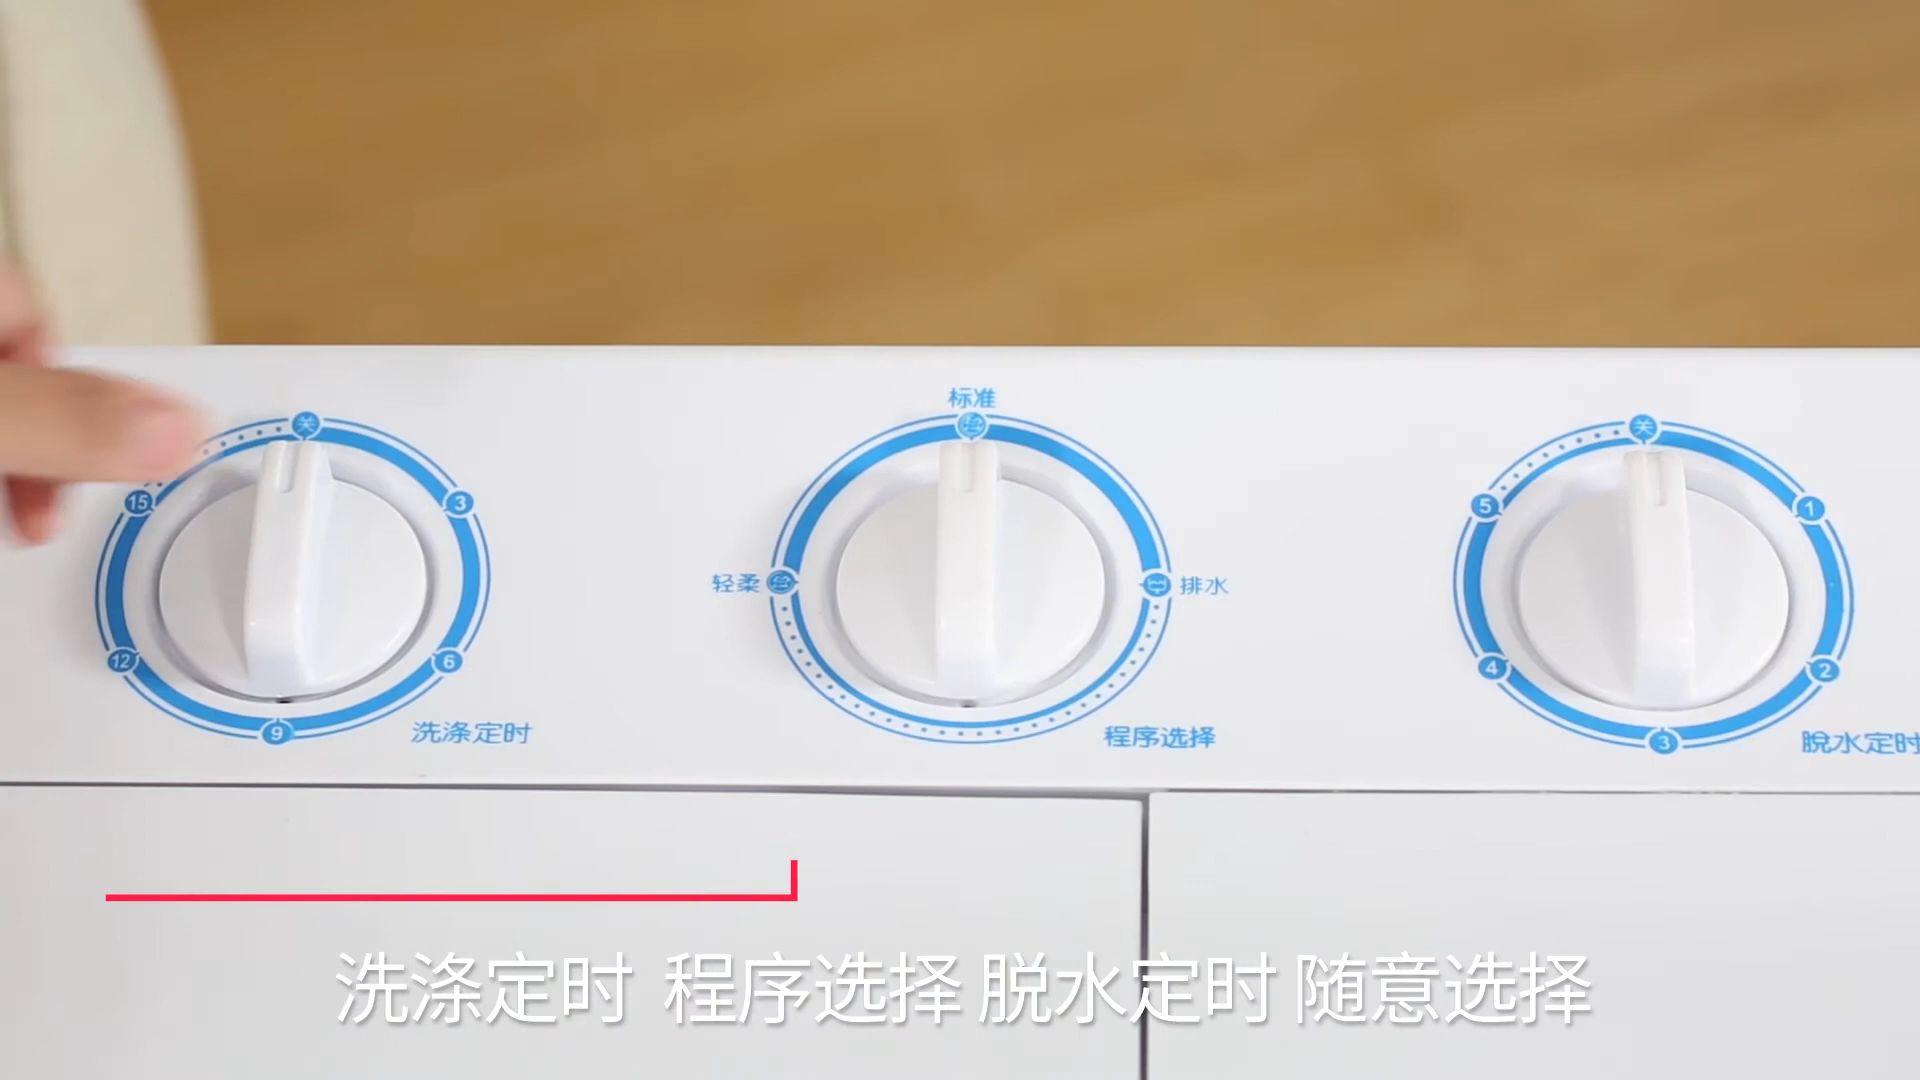 标准
关
15
3
12
6
9
洗涤定时
轻柔
排水
程序选择
关
5
1
4
2
3
脱水定时
洗涤定时 程序选择 脱水定时 随意选择